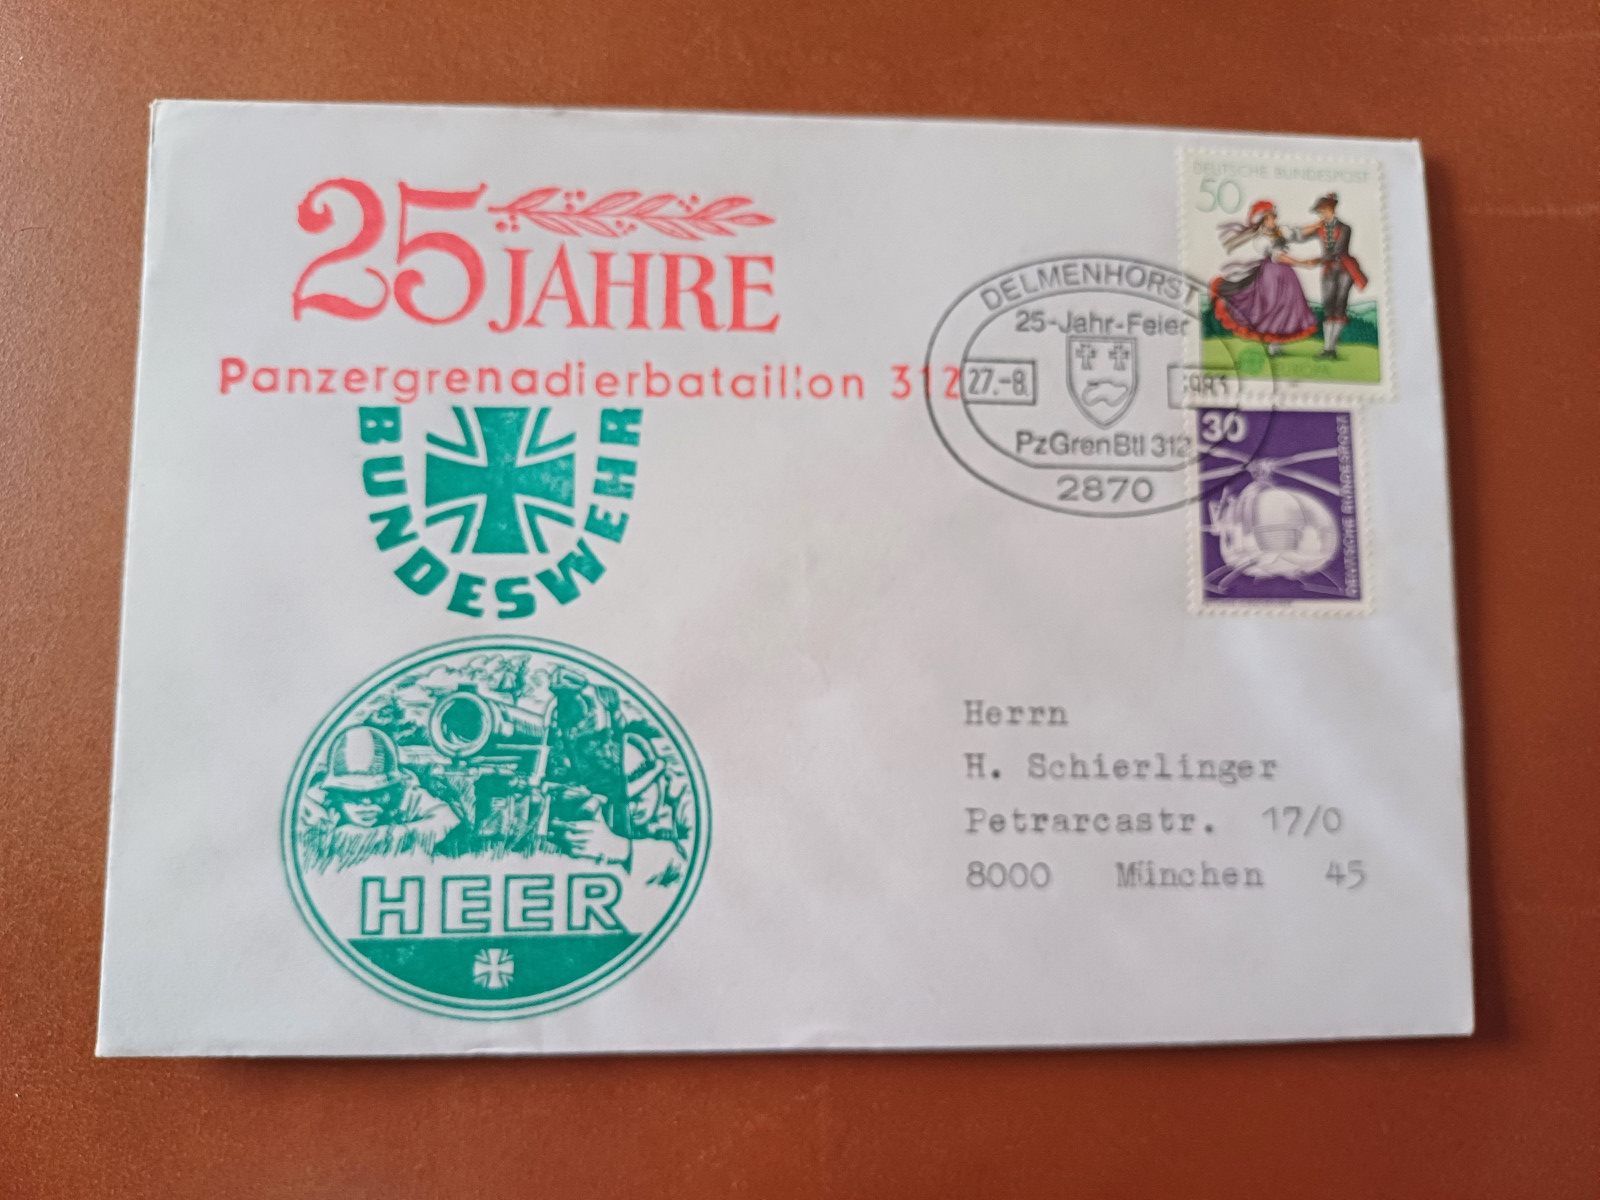 25 JAHRE
Panzergrenadierbataillon 312
BUNDESWEHR
HEER
DELMENHORST
25-Jahr-Feier
27.-8.
PzGrenBtl 312
2870
DEUTSCHE BUNDESPOST
50
EUROPA
30
DEUTSCHE BUNDESPOST
Herrn
H. Schierlinger
Petrarcastr. 17/0
8000 München 45